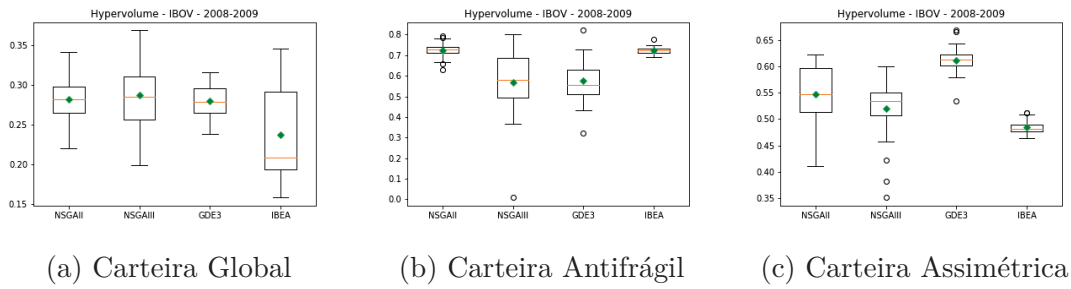 Hypervolume - IBOV - 2008-2009
0.35
0.30
0.25
0.20
0.15
NSGAII NSGAIII GDE3 IBEA
(a) Carteira Global
Hypervolume - IBOV - 2008-2009
0.8
0.7
0.6
0.5
0.4
0.3
0.2
0.1
0.0
NSGAII NSGAIII GDE3 IBEA
(b) Carteira Antifrágil
Hypervolume - IBOV - 2008-2009
0.65
0.60
0.55
0.50
0.45
0.40
0.35
NSGAII NSGAIII GDE3 IBEA
(c) Carteira Assimétrica